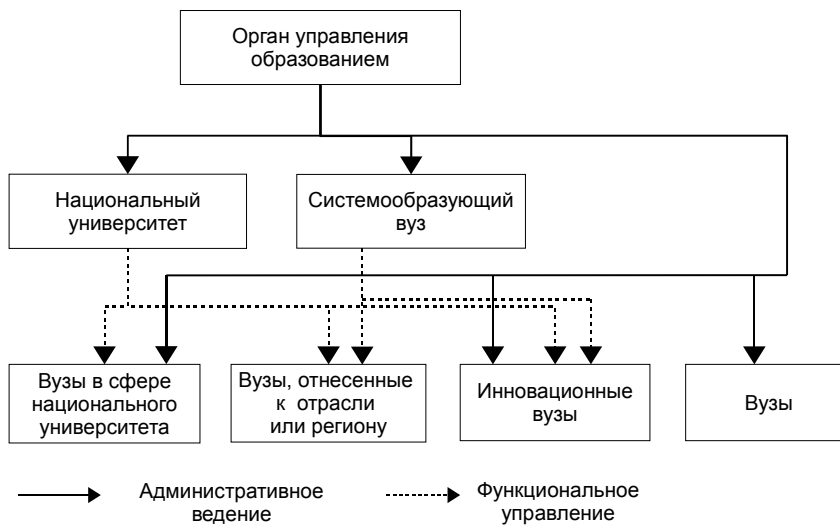 Орган управления
образованием
Национальный
университет
Системообразующий
вуз
Вузы в сфере
национального
университета
Вузы, отнесенные
к отрасли
или региону
Инновационные
вузы
Вузы
Административное
ведение
Функциональное
управление